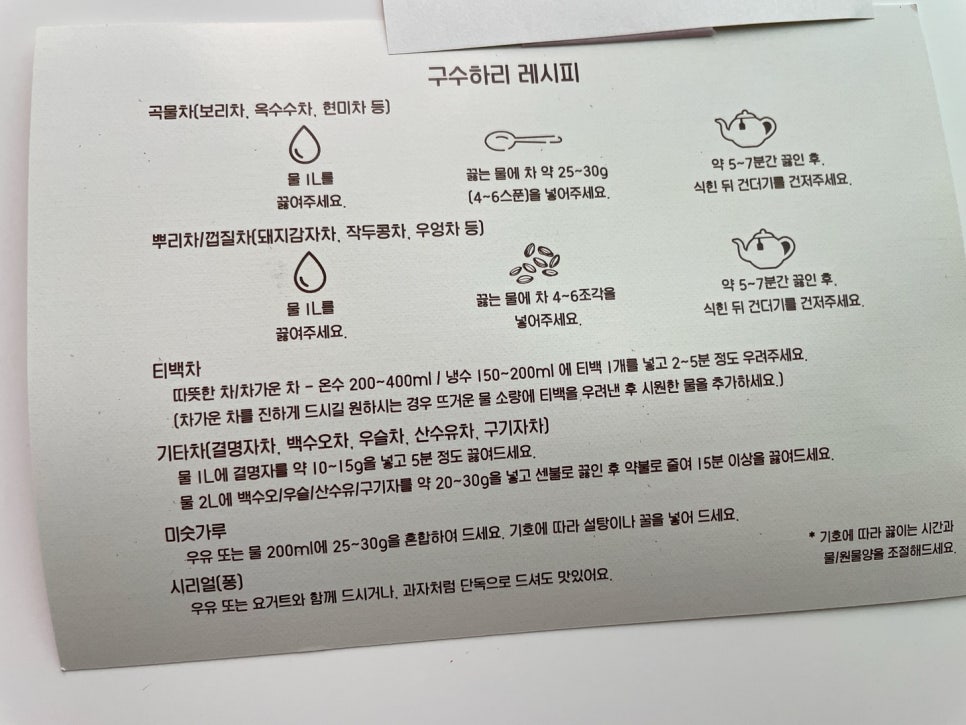 구수하리 레시피
곡물차(보리차, 옥수수차, 현미차 등)
물 1L를
끓여주세요.
끓는 물에 차 약 25~30g
(4~6스푼)을 넣어주세요.
약 5~7분간 끓인 후,
식힌 뒤 건더기를 건저주세요.
뿌리차/껍질차(돼지감자차, 작두콩차, 우엉차 등)
물 1L를
끓여주세요.
끓는 물에 차 4~6조각을
넣어주세요.
약 5~7분간 끓인 후,
식힌 뒤 건더기를 건저주세요.
티백차
따뜻한 차/차가운 차 - 온수 200~400ml / 냉수 150~200ml 에 티백 1개를 넣고 2~5분 정도 우려주세요.
(차가운 차를 진하게 드시길 원하시는 경우 뜨거운 물 소량에 티백을 우려낸 후 시원한 물을 추가하세요.)
기타차(결명자차, 백수오차, 우슬차, 산수유차, 구기자차)
물 1L에 결명자를 약 10~15g을 넣고 5분 정도 끓여드세요.
물 2L에 백수오/우슬/산수유/구기자를 약 20~30g을 넣고 센불로 끓인 후 약불로 줄여 15분 이상을 끓여드세요.
미숫가루
우유 또는 물 200ml에 25~30g을 혼합하여 드세요. 기호에 따라 설탕이나 꿀을 넣어 드세요.
시리얼(퐁)
우유 또는 요거트와 함께 드시거나, 과자처럼 단독으로 드셔도 맛있어요.
* 기호에 따라 끓이는 시간과
물/원물양을 조절해드세요.